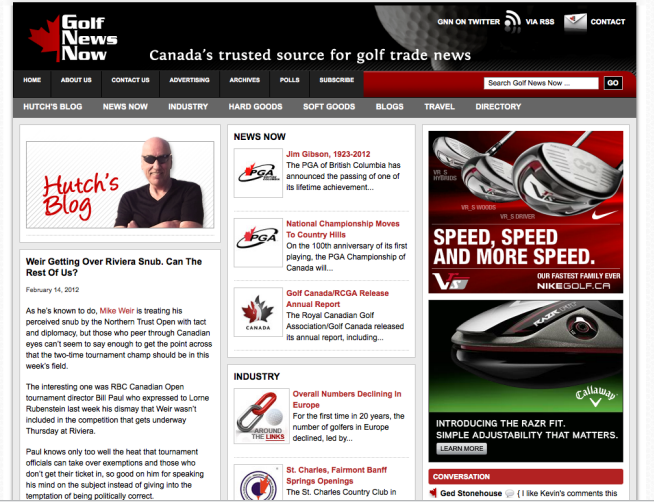 Golf
News
Now
Canada's trusted source for golf trade news
GNN ON TWITTER
VIA RSS
CONTACT
HOME
ABOUT US
CONTACT US
ADVERTISING
ARCHIVES
POLLS
SUBSCRIBE
Search Golf News Now ...
GO
HUTCH'S BLOG
NEWS NOW
INDUSTRY
HARD GOODS
SOFT GOODS
BLOGS
TRAVEL
DIRECTORY
Hutch's
Blog
Weir Getting Over Riviera Snub. Can The
Rest Of Us?
February 14, 2012
As he's known to do, Mike Weir is treating his
perceived snub by the Northern Trust Open with tact
and diplomacy, but those who peer through Canadian
eyes can't seem to say enough to get the point across
that the two-time tournament champ should be in this
week's field.
The interesting one was RBC Canadian Open
tournament director Bill Paul who expressed to Lorne
Rubenstein last week his dismay that Weir wasn't
included in the competition that gets underway
Thursday at Riviera.
Paul knows only too well the heat that tournament
officials can take over exemptions and those who
don't get their ticket in, so good on him for speaking
his mind on the subject instead of giving into the
temptation of being politically correct.
NEWS NOW
PGA
Jim Gibson, 1923-2012
The PGA of British Columbia has
announced the passing of one of
its lifetime achievement...
PGA
National Championship Moves
To Country Hills
On the 100th anniversary of its first
playing, the PGA Championship of
Canada will...
CANADA
Golf Canada/RCGA Release
Annual Report
The Royal Canadian Golf
Association/Golf Canada released
its annual report, including...
INDUSTRY
AROUND
THE LINKS
Overall Numbers Declining In
Europe
For the first time in 20 years, the
number of golfers in Europe
declined, led by...
St. Charles, Fairmont Banff
Springs Openings
The St. Charles Country Club in
VR_S
HYBRIDS
VR_S WOODS
VR_S DRIVER
SPEED, SPEED
AND MORE SPEED.
VRS
OUR FASTEST FAMILY EVER
NIKEGOLF.CA
RAZR FIT
Callaway
INTRODUCING THE RAZR FIT.
SIMPLE ADJUSTABILITY THAT MATTERS.
LEARN MORE
CONVERSATION
Ged Stonehouse { I like Kevin's comments this